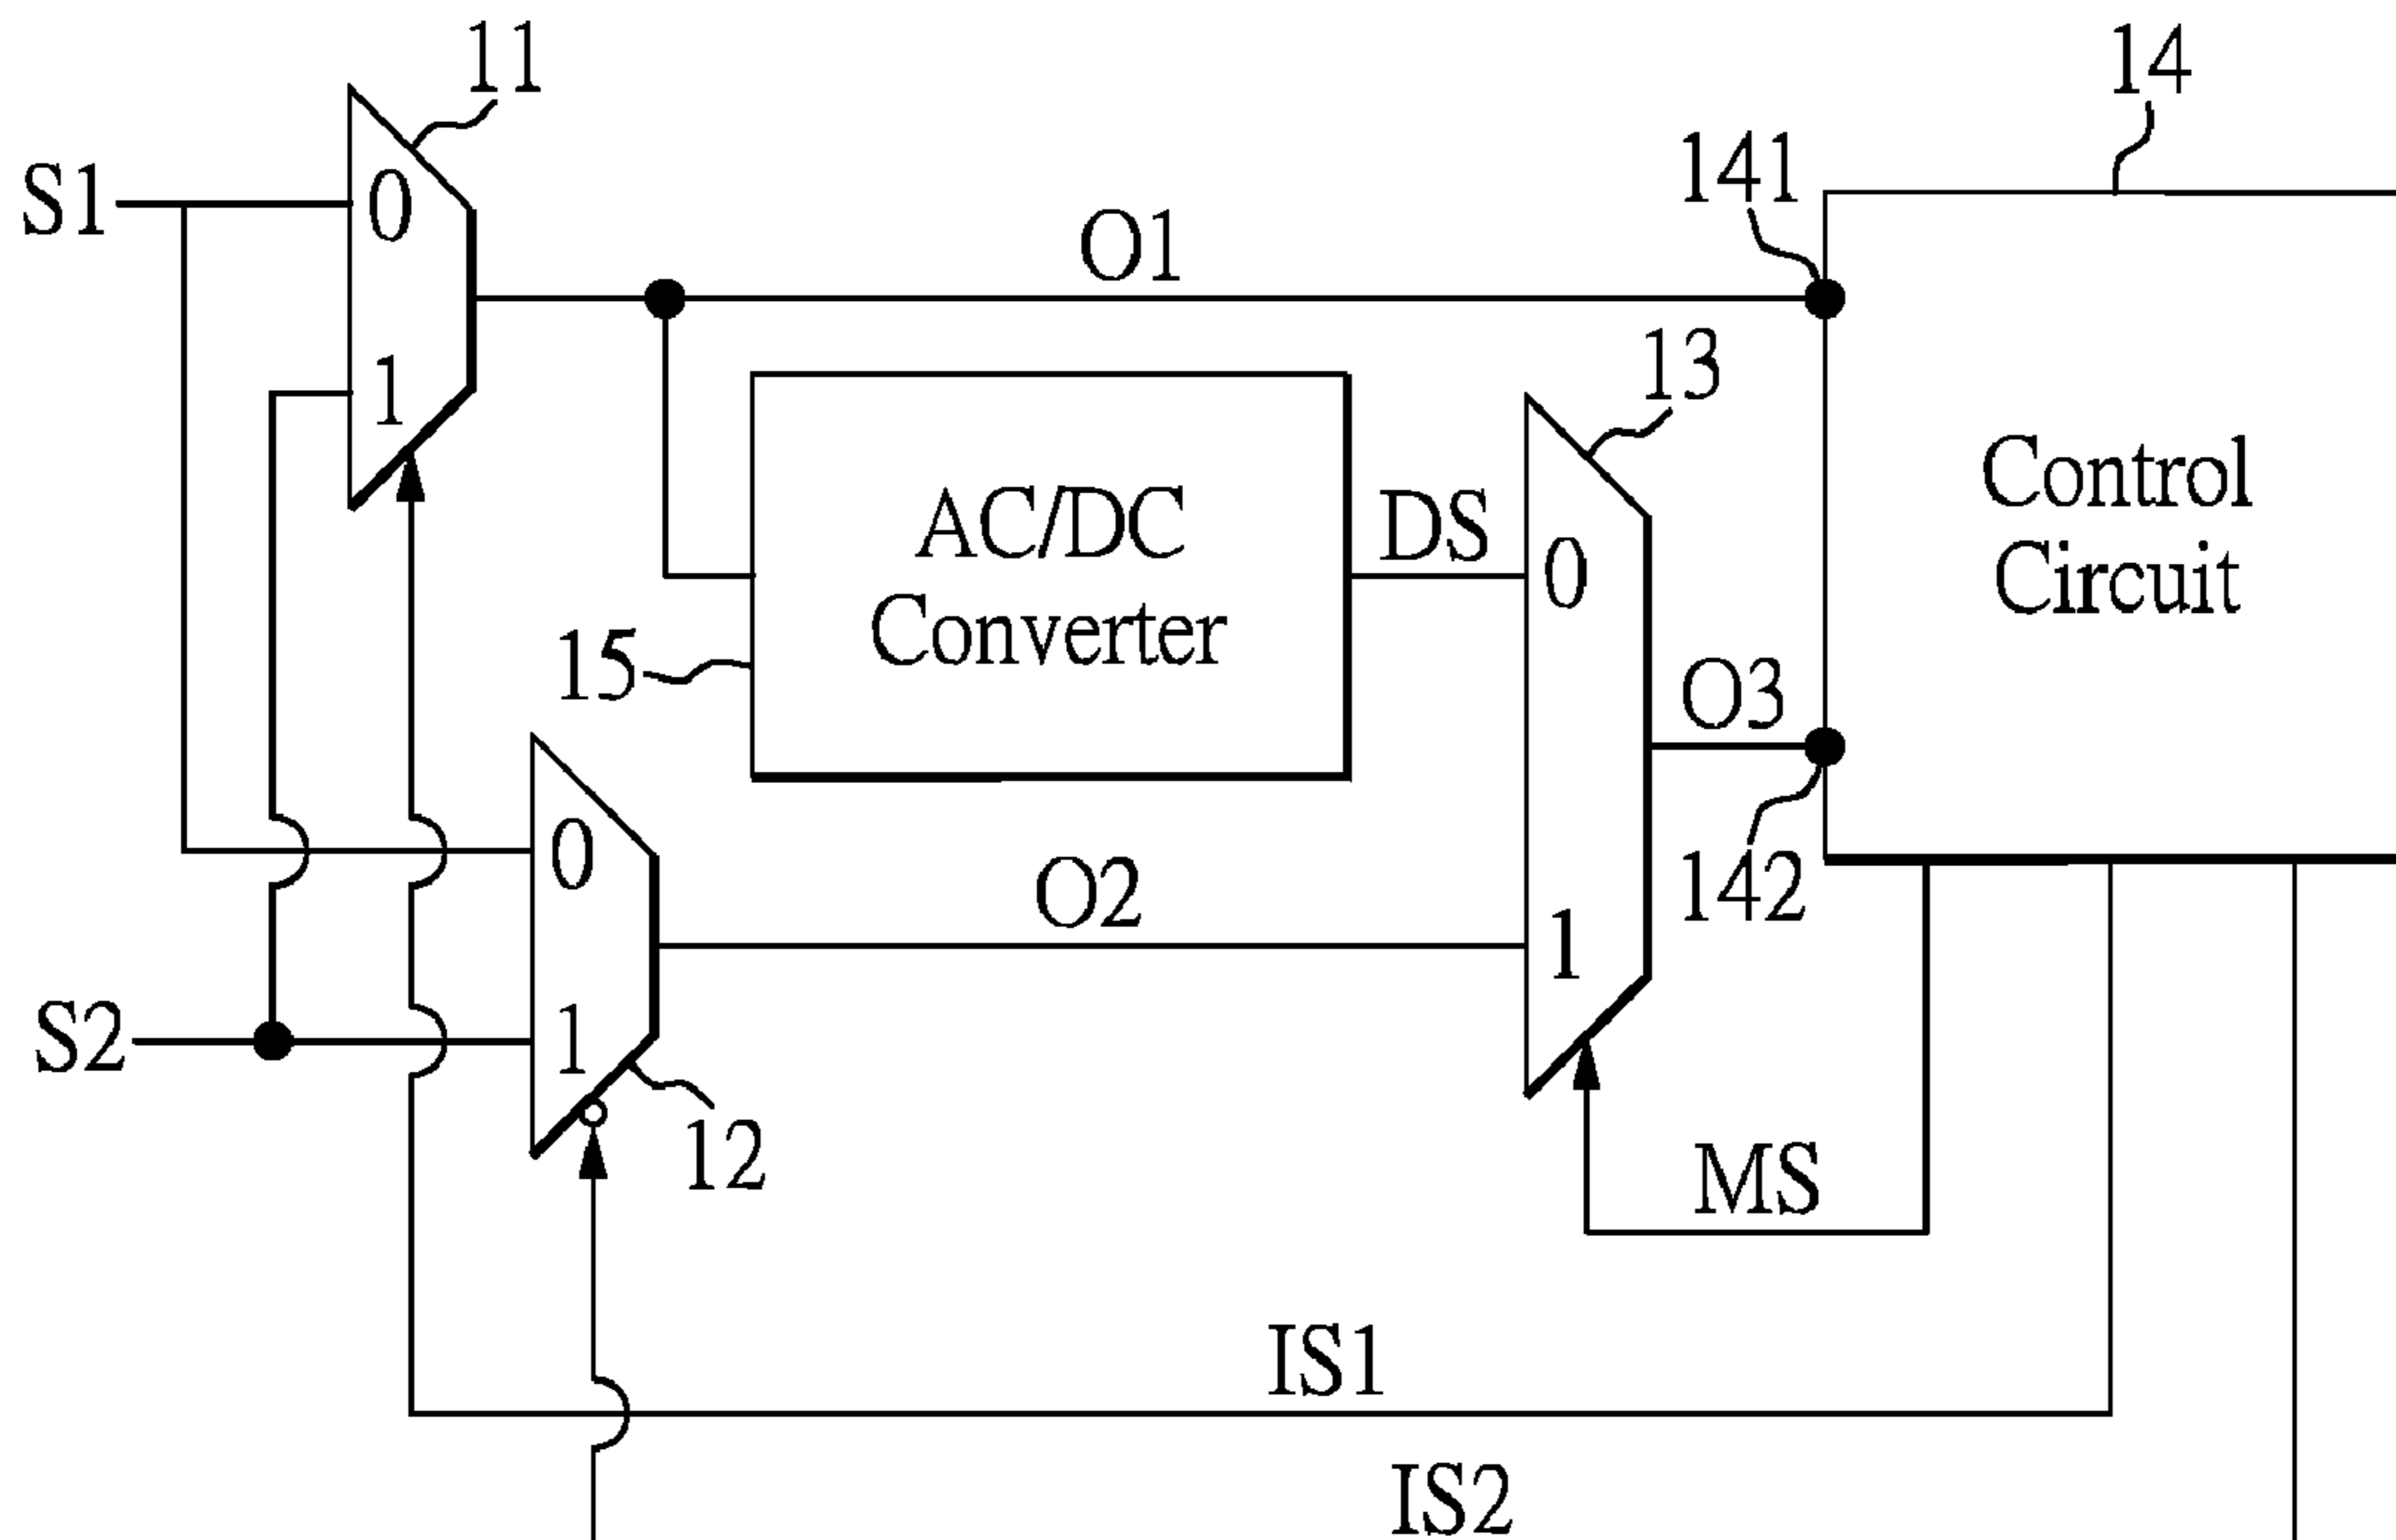 11
14
S1
0
141
O1
13
1
Control
Circuit
AC/DC
Converter
DS
0
15
O3
0
O2
142
1
S2
1
12
MS
IS1
IS2